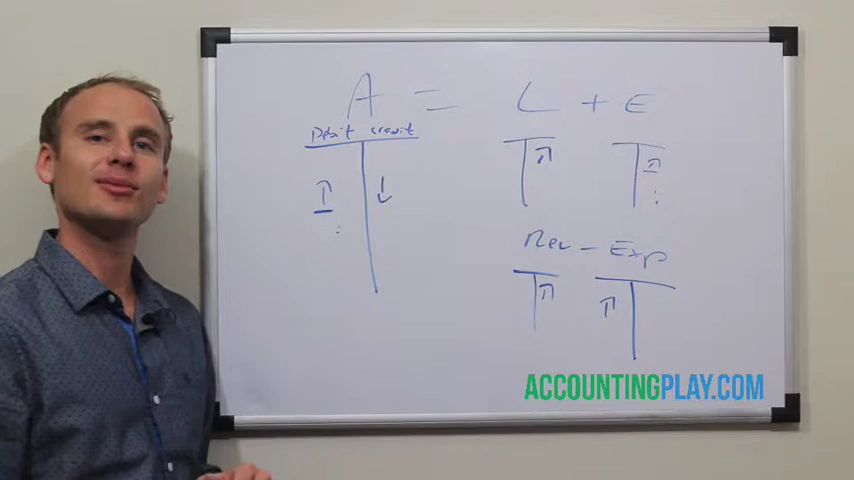 A = L + E
Debit credit
Rev - Exp
ACCOUNTINGPLAY.COM